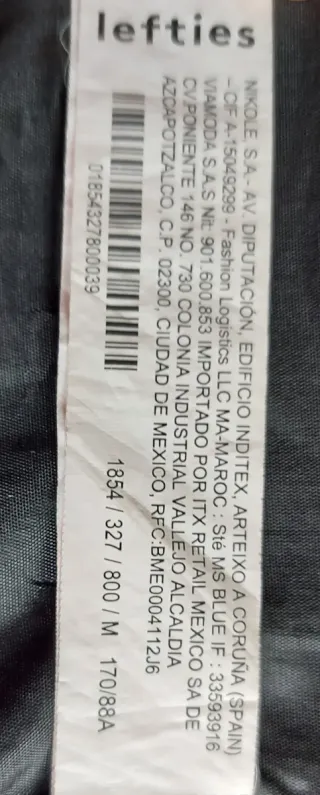 lefties
NIKOLE, S.A.- AV. DIPUTACIÓN, EDIFICIO INDITEX, ARTEIXO A CORUÑA (SPAIN)
– CIF A-15049299 - Fashion Logistics LLC MA-MAROC : Sté MS BLUE IF : 33593916
VIAMODA S.A.S Nit: 901.600.853 IMPORTADO POR ITX RETAIL MEXICO SA DE
CV PONIENTE 146 NO. 730 COLONIA INDUSTRIAL VALLEJO ALCALDIA
AZCAPOTZALCO, C.P. 02300, CIUDAD DE MEXICO, RFC:BME0004112J6
01854327800039
1854 / 327 / 800 / M 170/88A